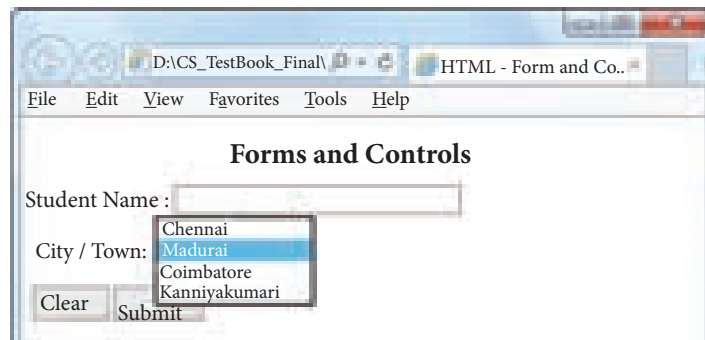 D:\CS_TestBook_Final\ HTML - Form and Co..
File Edit View Favorites Tools Help
Forms and Controls
Student Name :
Chennai
City / Town: Madurai
Coimbatore
Kanniyakumari
Clear Submit